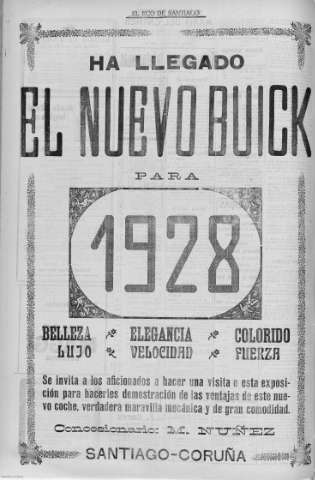 EL ECO DE SANTIAGO
HA LLEGADO
EL NUEVO BUICK
PARA
1928
BELLEZA ELEGANCIA COLORIDO
LUJO VELOCIDAD FUERZA
Se invita a los aficionados a hacer una visita a esta exposi-
ción para hacerles demestración de las ventajas de este nue-
vo coche, verdadera maravilla mecánica y de gran comodidad.
Concesionario: M. NUÑEZ
SANTIAGO-CORUÑA